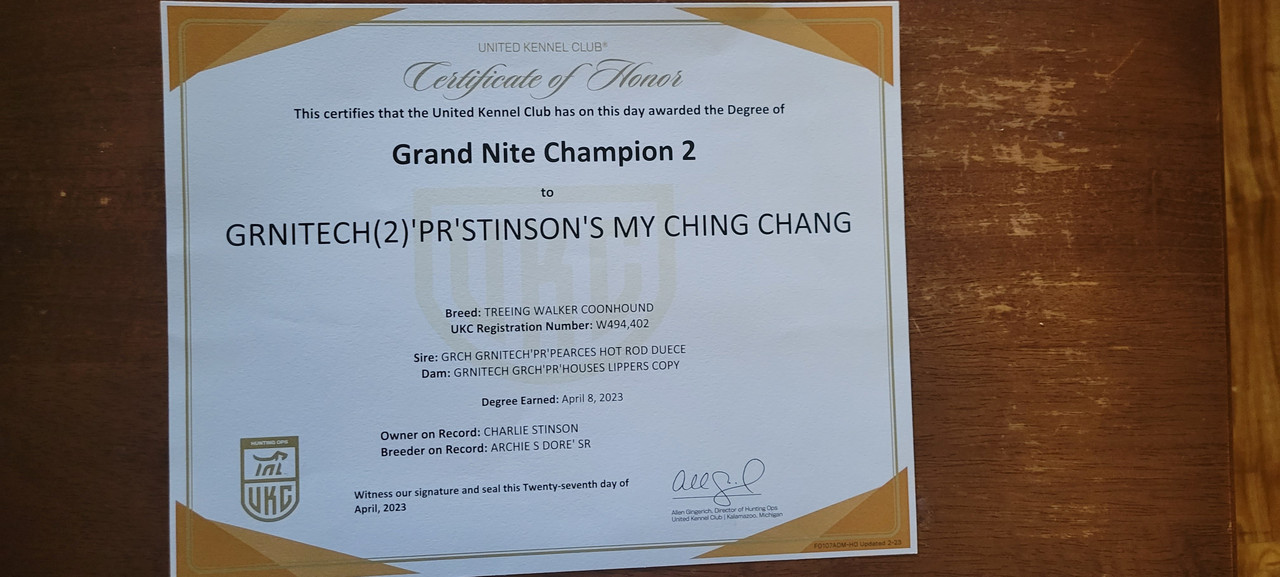 UNITED KENNEL CLUB®
Certificate of Honor
This certifies that the United Kennel Club has on this day awarded the Degree of
Grand Nite Champion 2
to
GRNITECH(2)'PR'STINSON'S MY CHING CHANG
UKC
Breed: TREEING WALKER COONHOUND
UKC Registration Number: W494,402
Sire: GRCH GRNITECH'PR'PEARCES HOT ROD DUECE
Dam: GRNITECH GRCH'PR'HOUSES LIPPERS COPY
Degree Earned: April 8, 2023
Owner on Record: CHARLIE STINSON
Breeder on Record: ARCHIE S DORE' SR
HUNTING OPS
UKC
Witness our signature and seal this Twenty-seventh day of
April, 2023
Allen Gingerich, Director of Hunting Ops
United Kennel Club | Kalamazoo, Michigan
Updated 2-23